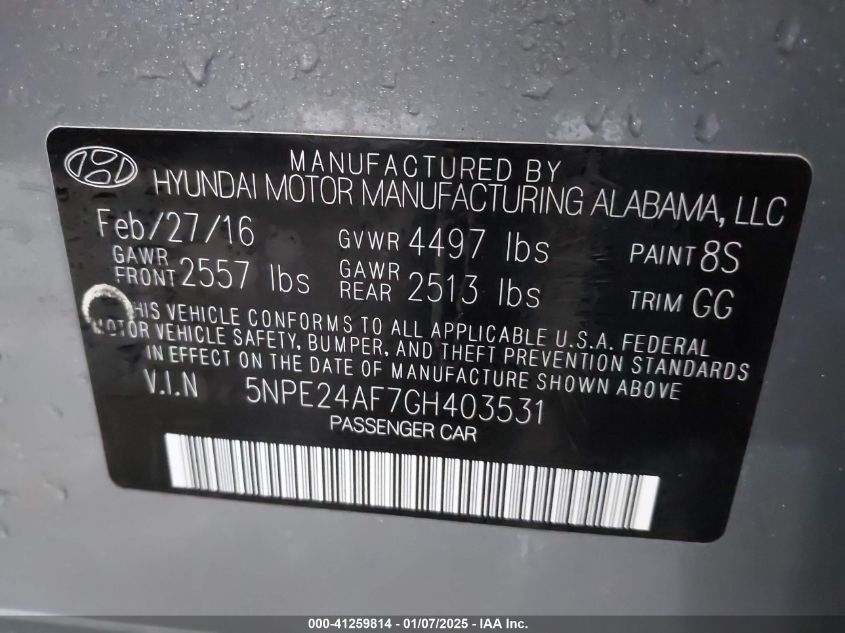 MANUFACTURED BY
HYUNDAI MOTOR MANUFACTURING ALABAMA, LLC
Feb/27/16 GVWR 4497 lbs PAINT 8S
GAWR FRONT 2557 lbs GAWR REAR 2513 lbs TRIM GG
THIS VEHICLE CONFORMS TO ALL APPLICABLE U.S.A. FEDERAL
MOTOR VEHICLE SAFETY, BUMPER, AND THEFT PREVENTION STANDARDS
IN EFFECT ON THE DATE OF MANUFACTURE SHOWN ABOVE
V.I.N 5NPE24AF7GH403531
PASSENGER CAR
000-41259814 - 01/07/2025 - IAA Inc.